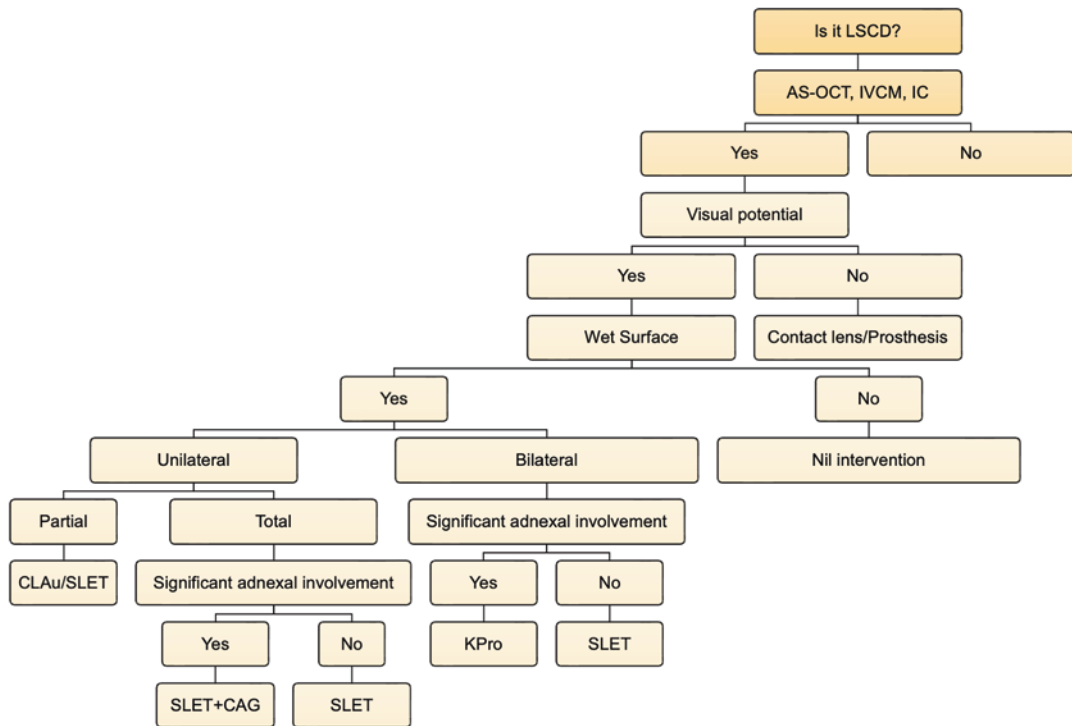 Is it LSCD?
AS-OCT, IVCM, IC
Yes
No
Visual potential
Yes
No
Wet Surface
Contact lens/Prosthesis
Yes
No
Unilateral
Bilateral
Nil intervention
Partial
Total
Significant adnexal involvement
CLAu/SLET
Significant adnexal involvement
Yes
No
Yes
No
KPro
SLET
SLET+CAG
SLET